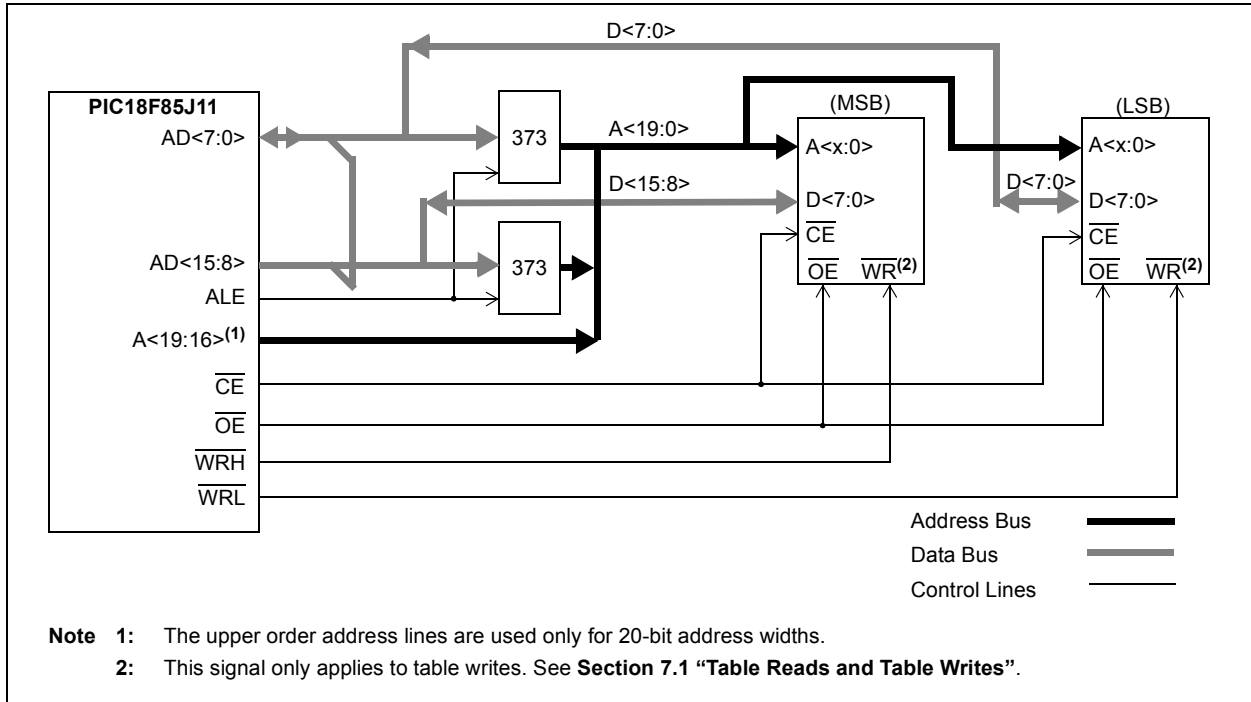 D<7:0>
PIC18F85J11
AD<7:0>
373
A<19:0>
(MSB)
A<x:0>
(LSB)
A<x:0>
D<15:8>
D<7:0>
D<7:0>
D<7:0>
CE
CE
AD<15:8>
373
OE WR(2)
OE WR(2)
ALE
A<19:16>(1)
CE
OE
WRH
WRL
Address Bus
Data Bus
Control Lines
Note 1: The upper order address lines are used only for 20-bit address widths.
2: This signal only applies to table writes. See Section 7.1 “Table Reads and Table Writes”.